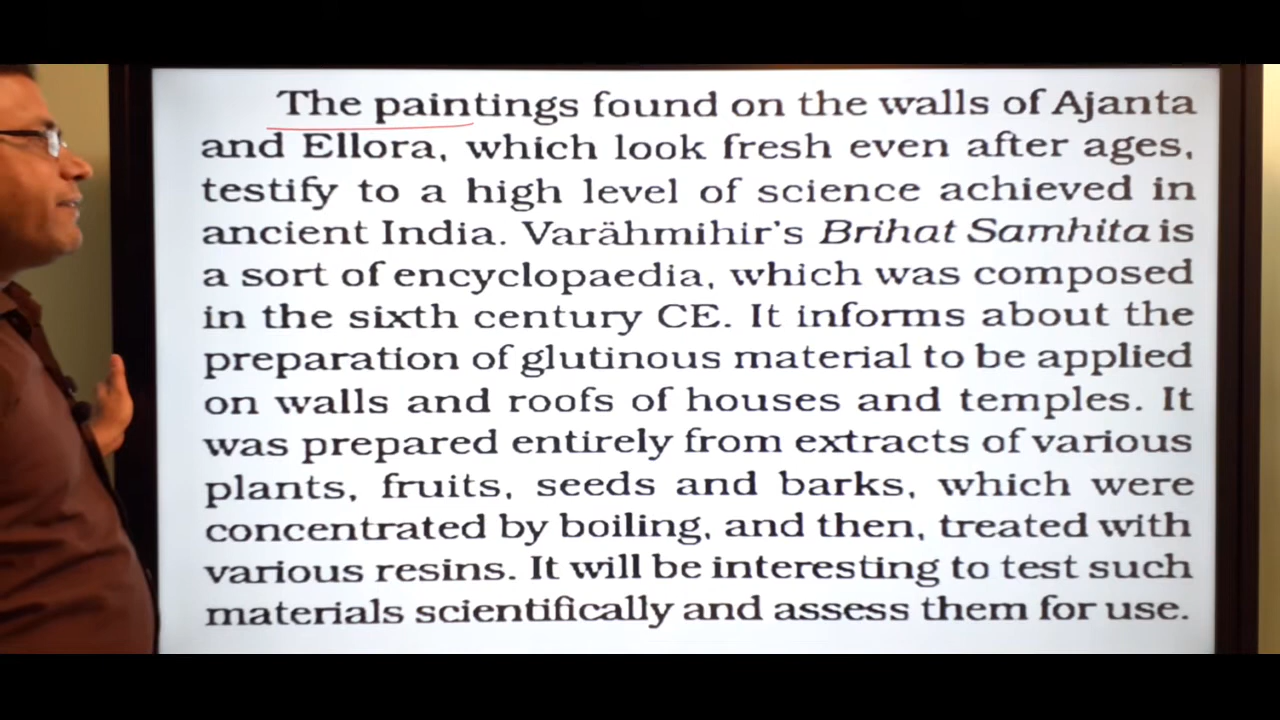 The paintings found on the walls of Ajanta
and Ellora, which look fresh even after ages,
testify to a high level of science achieved in
ancient India. Varähmihir's Brihat Samhita is
a sort of encyclopaedia, which was composed
in the sixth century CE. It informs about the
preparation of glutinous material to be applied
on walls and roofs of houses and temples. It
was prepared entirely from extracts of various
plants, fruits, seeds and barks, which were
concentrated by boiling, and then, treated with
various resins. It will be interesting to test such
materials scientifically and assess them for use.